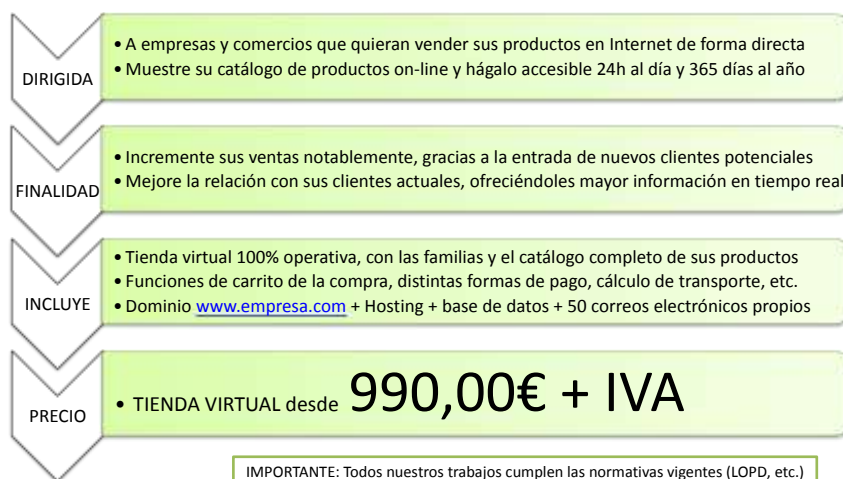 DIRIGIDA
• A empresas y comercios que quieran vender sus productos en Internet de forma directa
• Muestre su catálogo de productos on-line y hágalo accesible 24h al día y 365 días al año
FINALIDAD
• Incremente sus ventas notablemente, gracias a la entrada de nuevos clientes potenciales
• Mejore la relación con sus clientes actuales, ofreciéndoles mayor información en tiempo real
INCLUYE
• Tienda virtual 100% operativa, con las familias y el catálogo completo de sus productos
• Funciones de carrito de la compra, distintas formas de pago, cálculo de transporte, etc.
• Dominio www.empresa.com + Hosting + base de datos + 50 correos electrónicos propios
PRECIO
• TIENDA VIRTUAL desde 990,00€ + IVA
IMPORTANTE: Todos nuestros trabajos cumplen las normativas vigentes (LOPD, etc.)